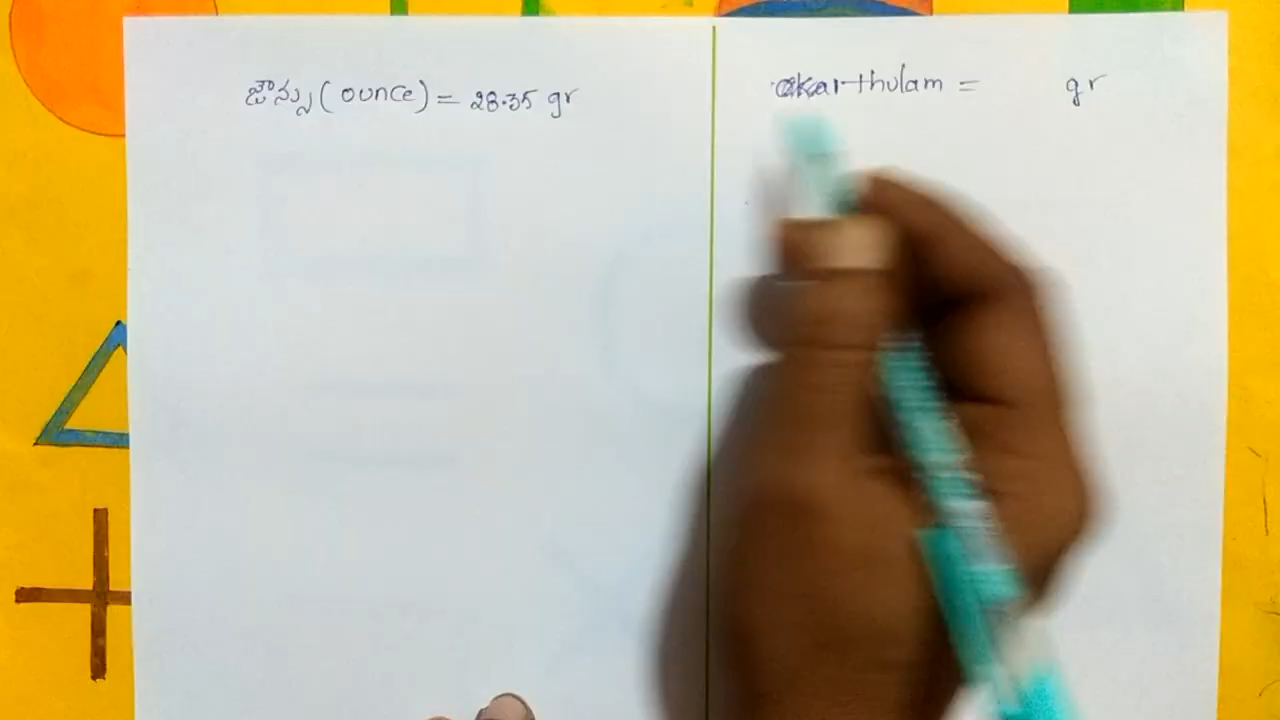 ఔన్సు (ounce) = 28.35 gr
thulam = gr